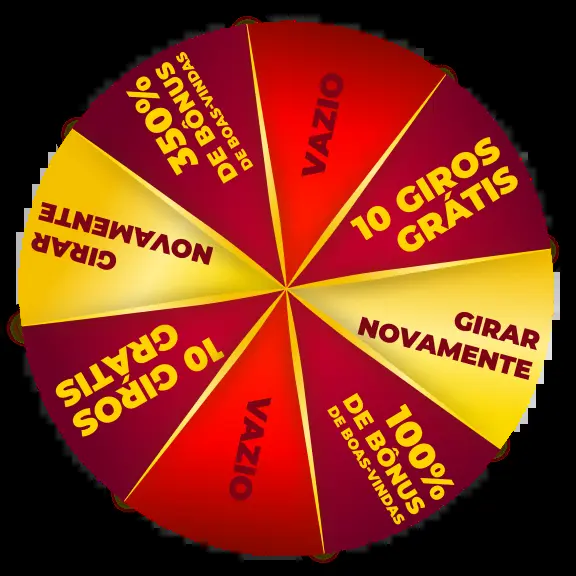 VAZIO
10 GIROS
GRÁTIS
GIRAR
NOVAMENTE
100%
DE BÔNUS
DE BOAS-VINDAS
VAZIO
10 GIROS
GRÁTIS
GIRAR
NOVAMENTE
350%
DE BÔNUS
DE BOAS-VINDAS